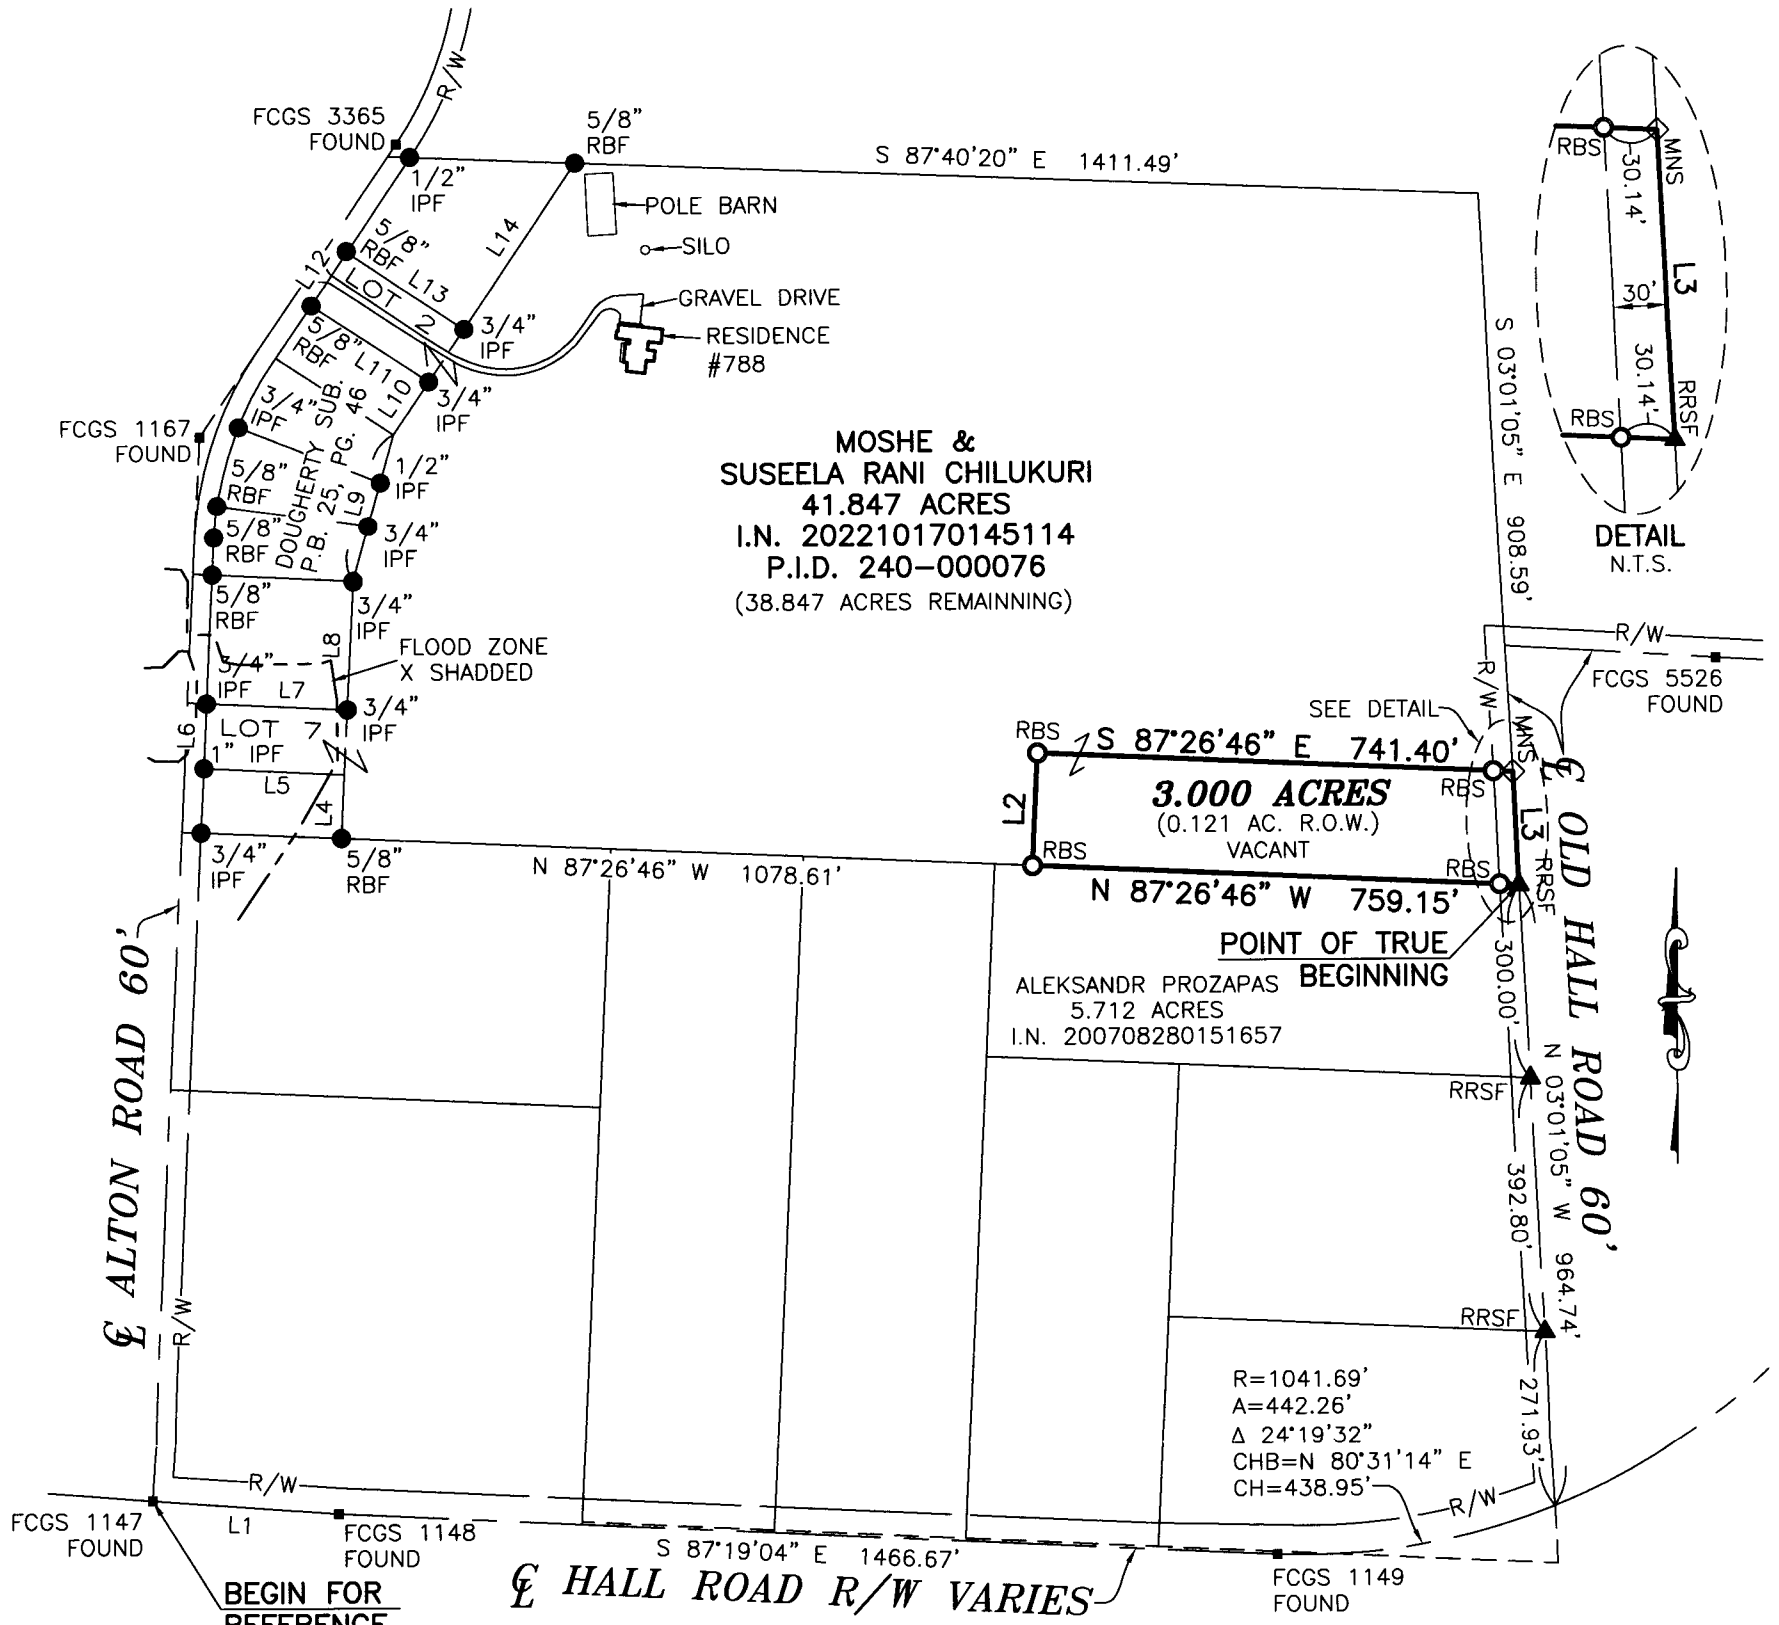 R/W
FCGS 3365
FOUND
5/8"
RBF
1/2"
IPF
S 87°40'20" E 1411.49'
POLE BARN
SILO
L14
5/8"
RBF
L13
L12
LOT 2
GRAVEL DRIVE
RESIDENCE
#788
3/4"
IPF
5/8"
RBF
L11
L10
3/4"
IPF
3/4"
IPF
FCGS 1167
FOUND
DOUGHERTY SUB.
P.B. 25, PG. 46
1/2"
IPF
L9
5/8"
RBF
5/8"
RBF
3/4"
IPF
5/8"
RBF
3/4"
IPF
L8
FLOOD ZONE
X SHADDED
3/4"
IPF
L7
3/4"
IPF
L6
LOT 7
1" IPF
L5
L4
3/4"
IPF
5/8"
RBF
MOSHE &
SUSEELA RANI CHILUKURI
41.847 ACRES
I.N. 202210170145114
P.I.D. 240-000076
(38.847 ACRES REMAINNING)
S 03°01'05" E 908.59'
RBS
30.14'
MNS
L3
30'
30.14'
RRSF
RBS
DETAIL
N.T.S.
R/W
FCGS 5526
FOUND
R/W
SEE DETAIL
MNS
RBS
S 87°26'46" E 741.40'
RBS
L2
3.000 ACRES
(0.121 AC. R.O.W.)
VACANT
L3
RBS
RBS
RRSF
N 87°26'46" W 1078.61'
N 87°26'46" W 759.15'
POINT OF TRUE
BEGINNING
ALEKSANDR PROZAPAS
5.712 ACRES
I.N. 200708280151657
300.00'
RRSF
℄ OLD HALL ROAD 60'
N 03°01'05" W 964.74'
392.80'
RRSF
271.93'
℄ ALTON ROAD 60'
R/W
R=1041.69'
A=442.26'
Δ 24°19'32"
CHB=N 80°31'14" E
CH=438.95'
R/W
R/W
FCGS 1147
FOUND
L1
FCGS 1148
FOUND
S 87°19'04" E 1466.67'
℄ HALL ROAD R/W VARIES
FCGS 1149
FOUND
BEGIN FOR
REFERENCE